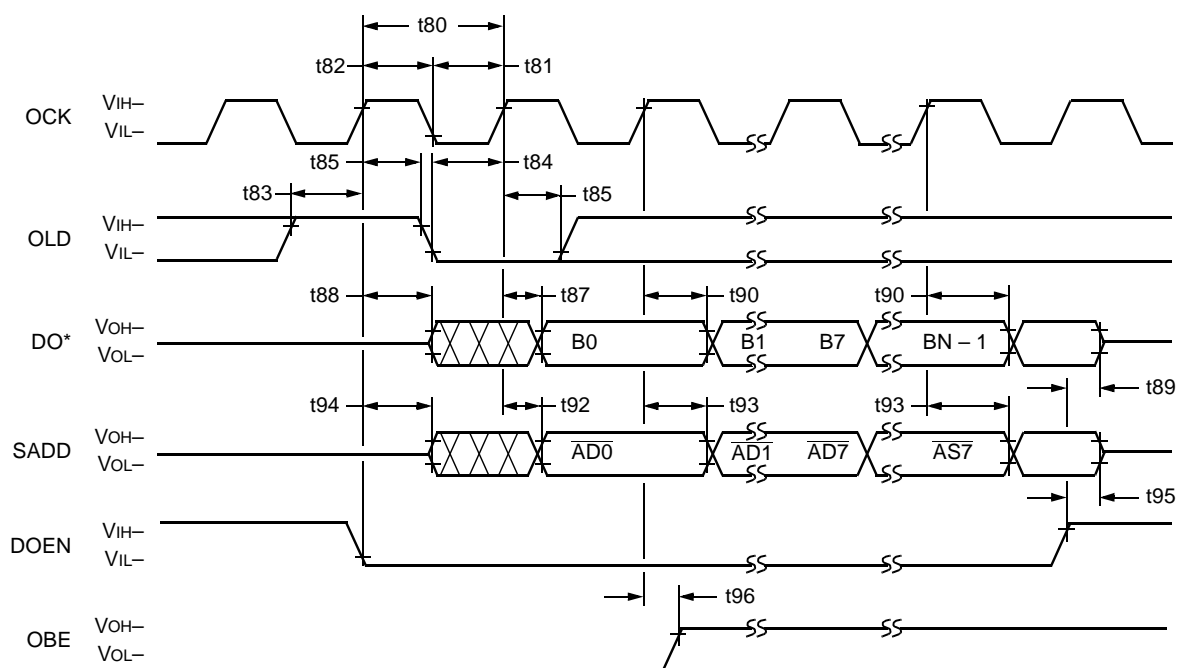 t80
t82 t81
OCK VIH–
VIL–
t85 t84
t83 t85
OLD VIH–
VIL–
t88 t87 t90 t90
DO* VOH–
VOL–
B0 B1 B7 BN – 1
t89
t94 t92 t93 t93
SADD VOH–
VOL–
AD0 AD1 AD7 AS7
t95
DOEN VIH–
VIL–
t96
OBE VOH–
VOL–